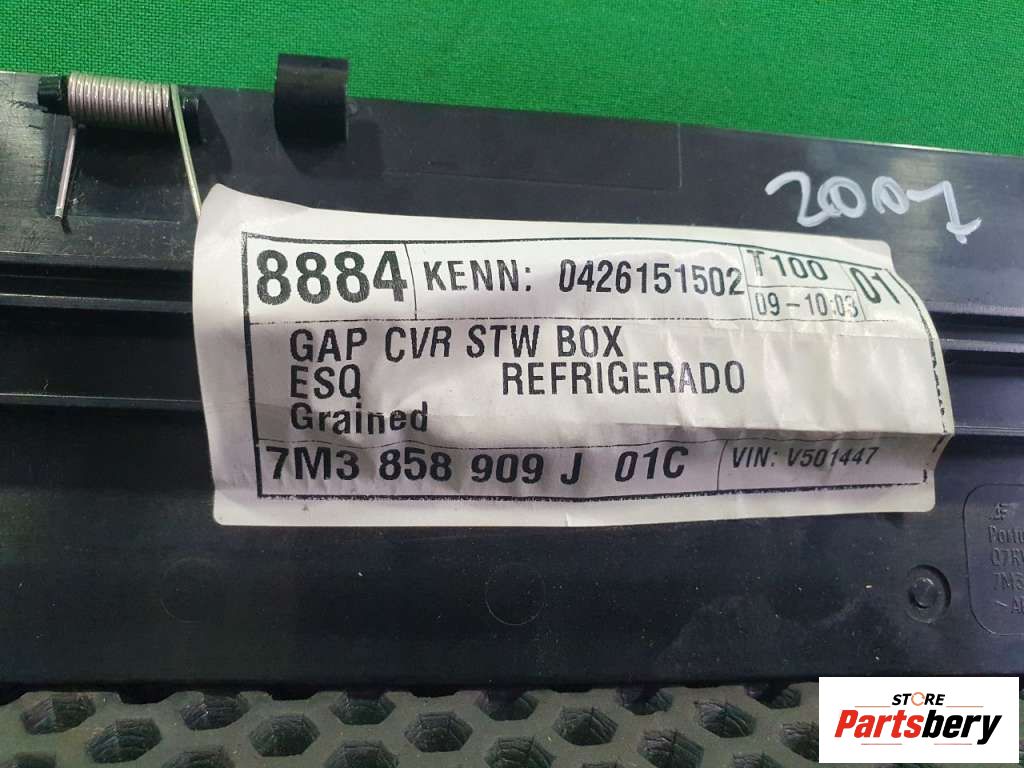 2007
8884 KENN: 0426151502 T100 01
09-10:03
GAP CVR STW BOX
ESQ REFRIGERADO
Grained
7M3 858 909 J 01C VIN: V501447
7M3
STORE
Partsbery